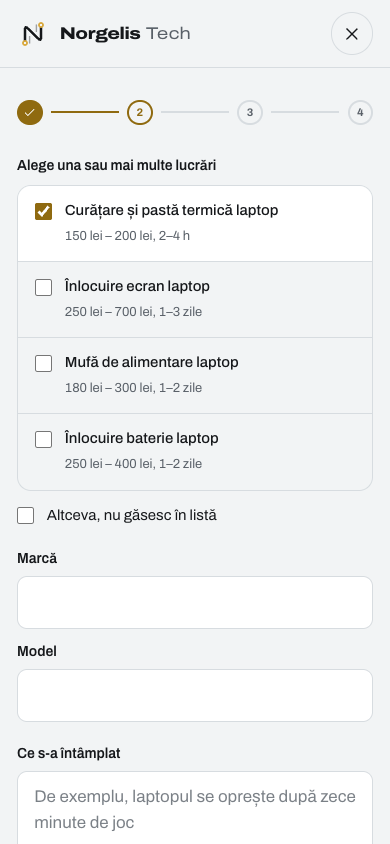 Norgelis Tech
2
3
4
Alege una sau mai multe lucrări
Curățare și pastă termică laptop
150 lei – 200 lei, 2–4 h
Înlocuire ecran laptop
250 lei – 700 lei, 1–3 zile
Mufă de alimentare laptop
180 lei – 300 lei, 1–2 zile
Înlocuire baterie laptop
250 lei – 400 lei, 1–2 zile
Altceva, nu găsesc în listă
Marcă
Model
Ce s-a întâmplat
De exemplu, laptopul se oprește după zece
minute de joc